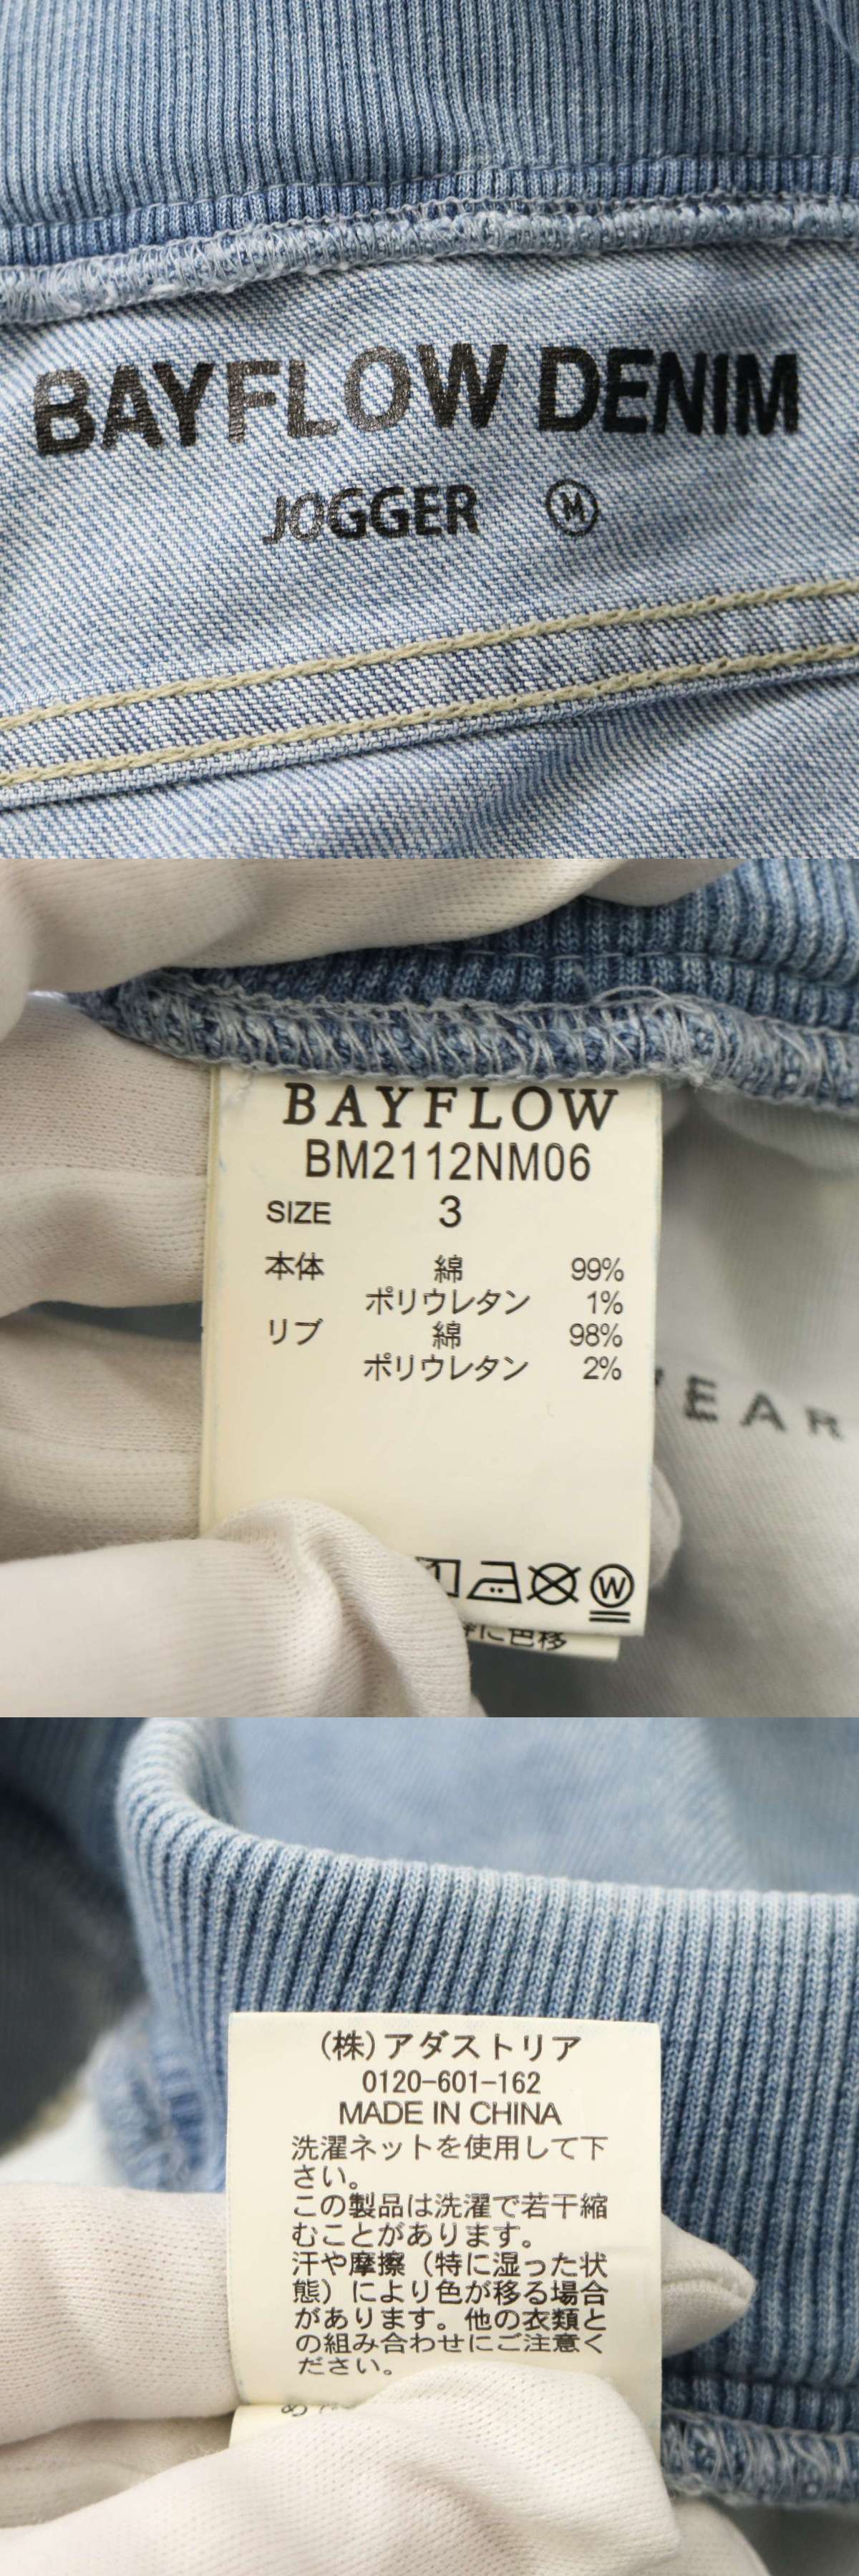 BAYFLOW DENIM
JOGGER M
BAYFLOW
BM2112NM06
SIZE 3
本体 綿 99%
ポリウレタン 1%
リブ 綿 98%
ポリウレタン 2%
EAR
W
に色移
(株)アダストリア
0120-601-162
MADE IN CHINA
洗濯ネットを使用して下
さい。
この製品は洗濯で若干縮
むことがあります。
汗や摩擦（特に湿った状
態）により色が移る場合
があります。他の衣類と
の組み合わせにご注意く
ださい。
め